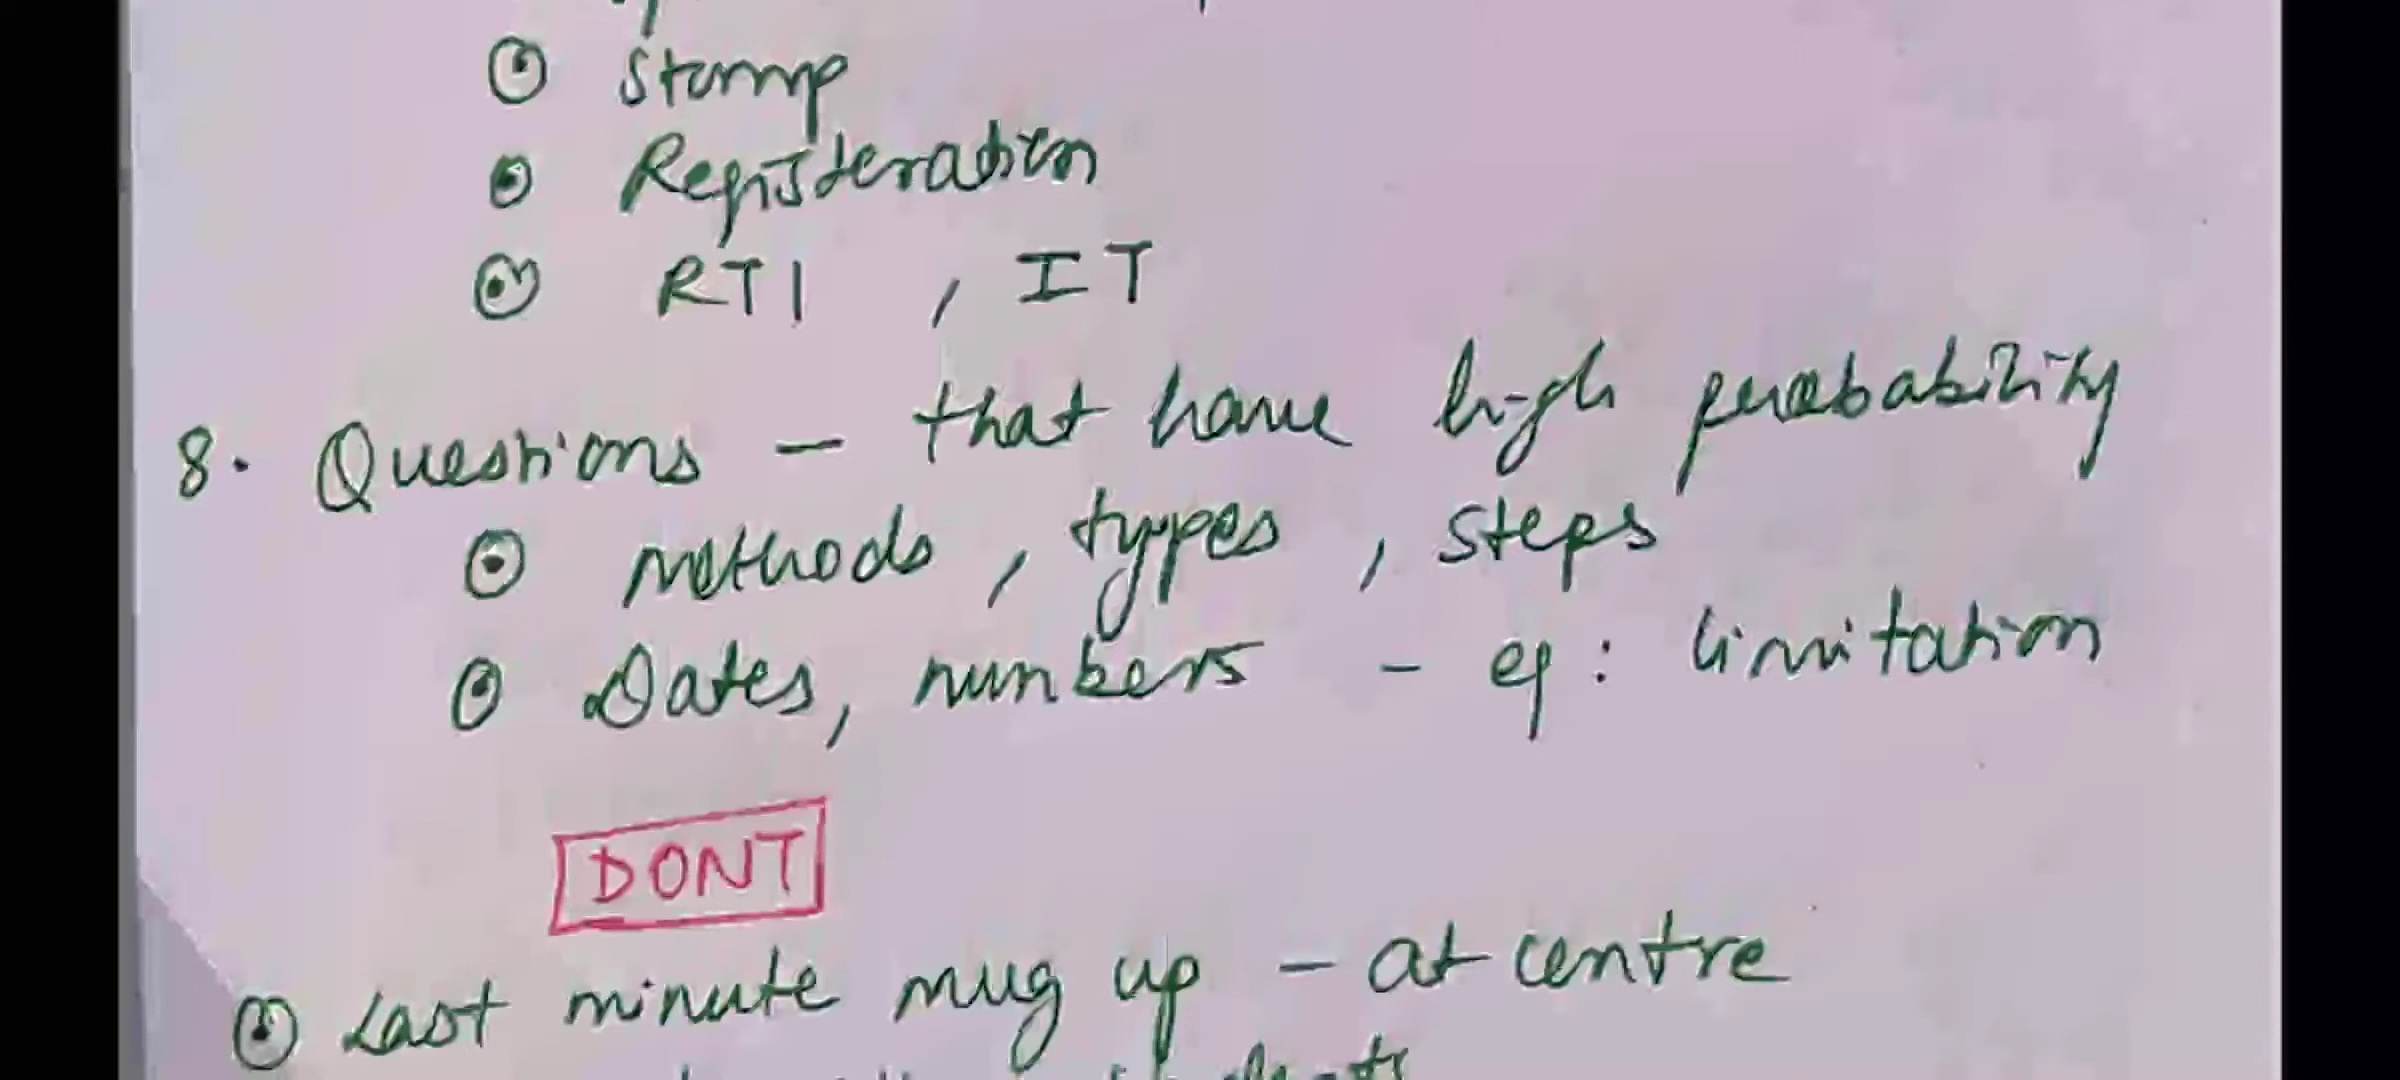 Stamp
Registeration
RTI , IT
8. Questions - that have high probability
methods, types, steps
Dates, numbers - eg: limitation
DONT
Last minute mug up - at centre